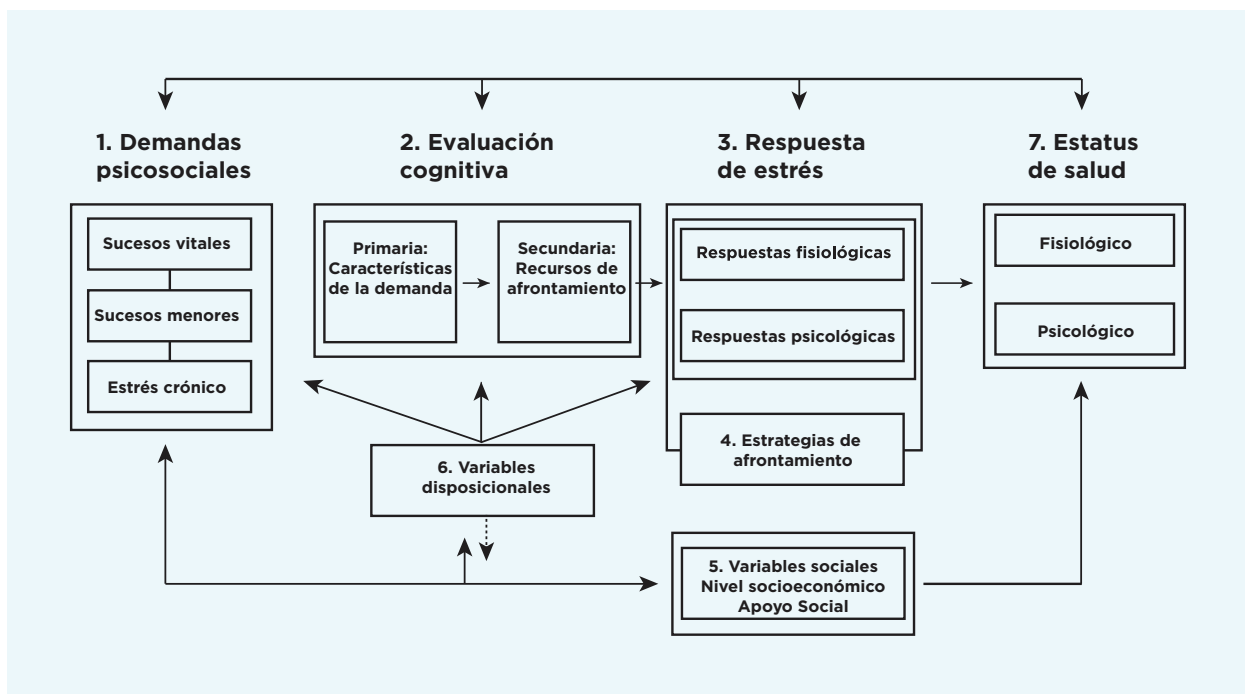 1. Demandas
psicosociales
Sucesos vitales
Sucesos menores
Estrés crónico
2. Evaluación
cognitiva
Primaria:
Características
de la demanda
Secundaria:
Recursos de
afrontamiento
3. Respuesta
de estrés
Respuestas fisiológicas
Respuestas psicológicas
4. Estrategias de
afrontamiento
7. Estatus
de salud
Fisiológico
Psicológico
6. Variables
disposicionales
5. Variables sociales
Nivel socioeconómico
Apoyo Social